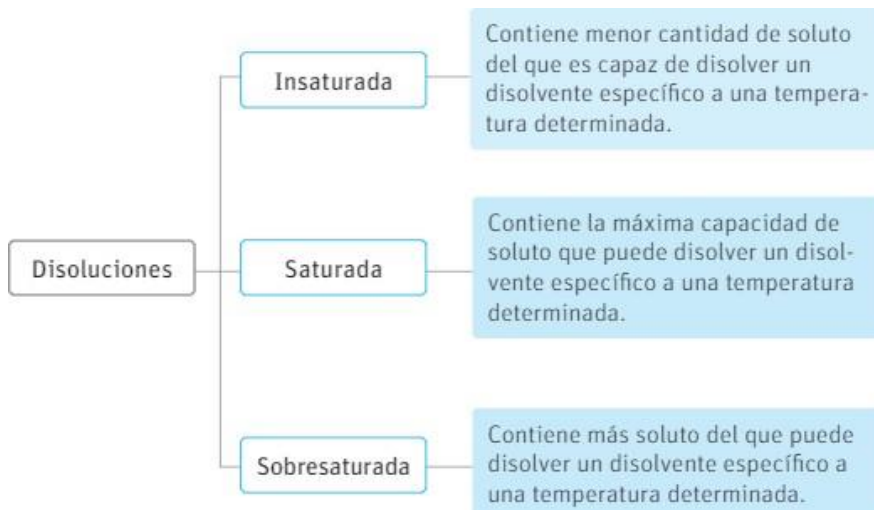 Disoluciones
Insaturada
Contiene menor cantidad de soluto
del que es capaz de disolver un
disolvente específico a una tempera-
tura determinada.
Saturada
Contiene la máxima capacidad de
soluto que puede disolver un disol-
vente específico a una temperatura
determinada.
Sobresaturada
Contiene más soluto del que puede
disolver un disolvente específico a
una temperatura determinada.